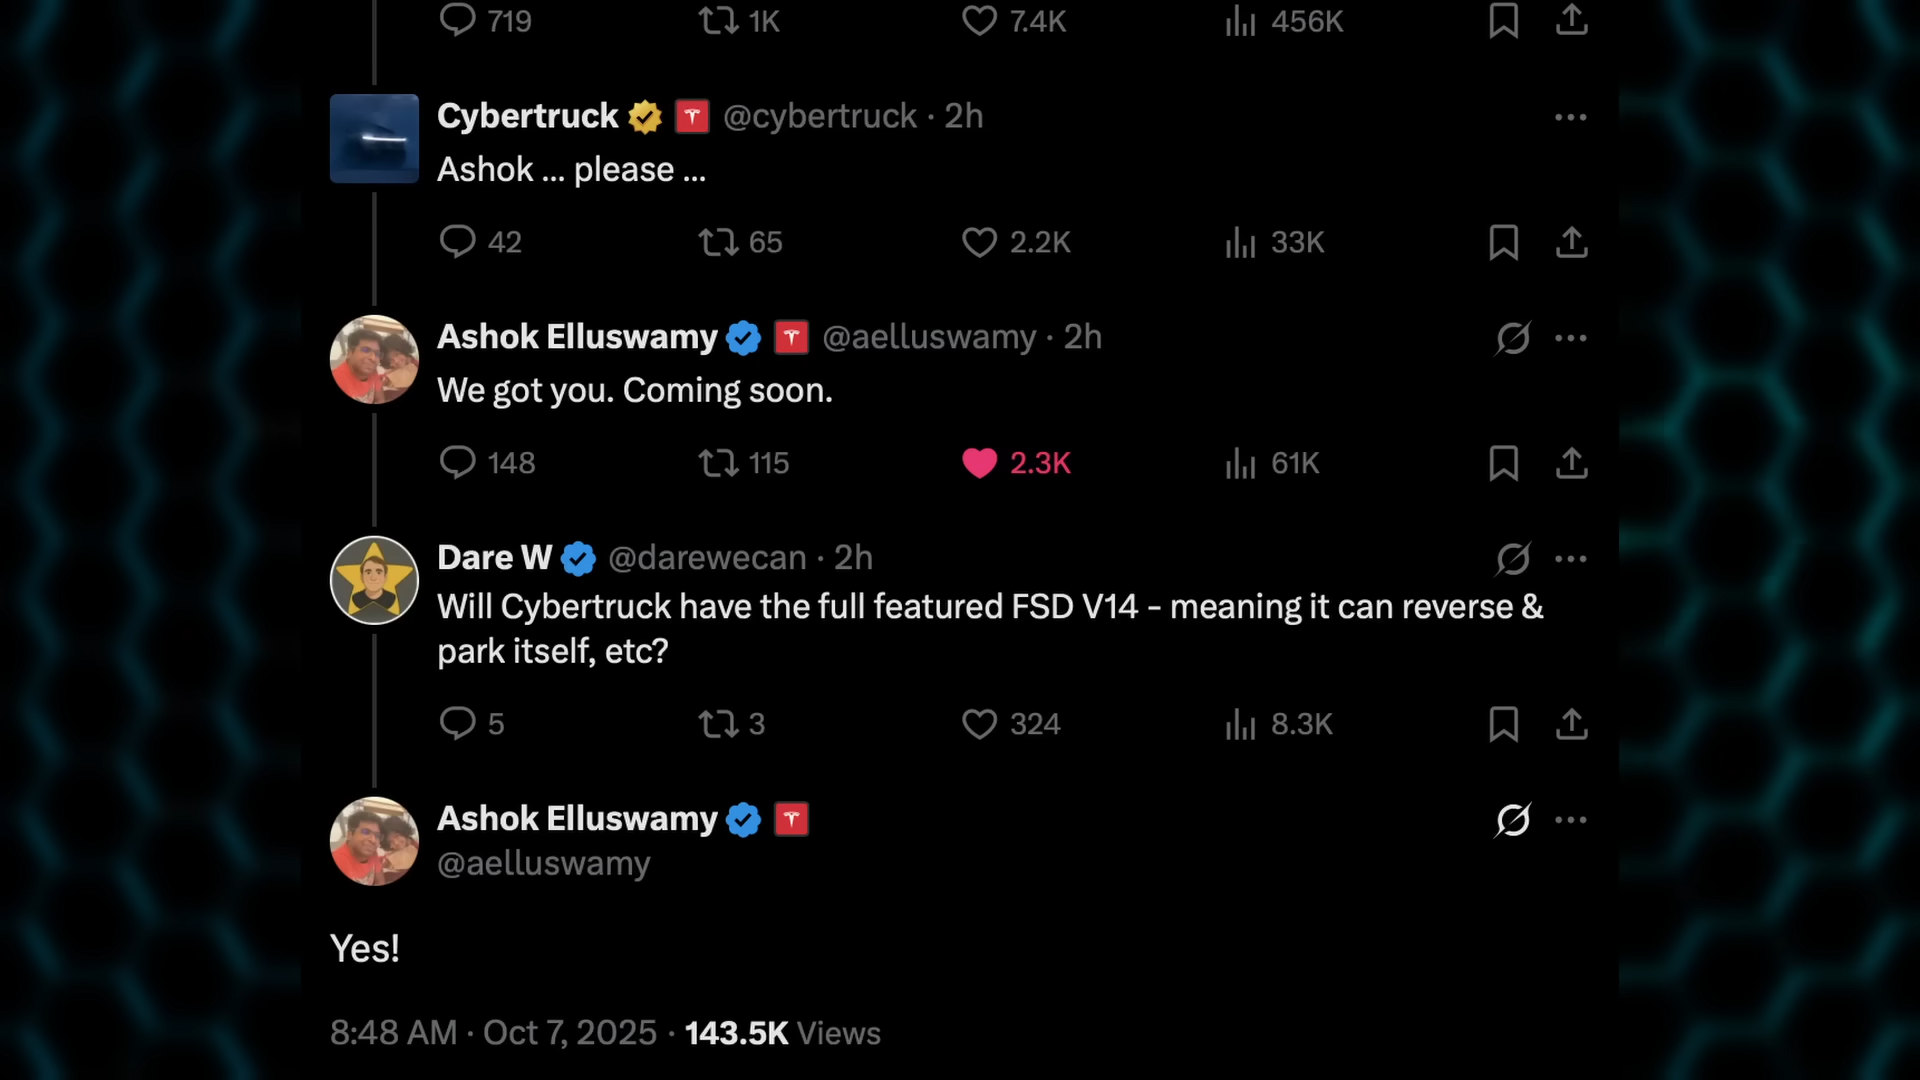 719 1K 7.4K 456K
Cybertruck @cybertruck · 2h
Ashok ... please ...
42 65 2.2K 33K
Ashok Elluswamy @aelluswamy · 2h
We got you. Coming soon.
148 115 2.3K 61K
Dare W @darewecan · 2h
Will Cybertruck have the full featured FSD V14 - meaning it can reverse &
park itself, etc?
5 3 324 8.3K
Ashok Elluswamy
@aelluswamy
Yes!
8:48 AM · Oct 7, 2025 · 143.5K Views